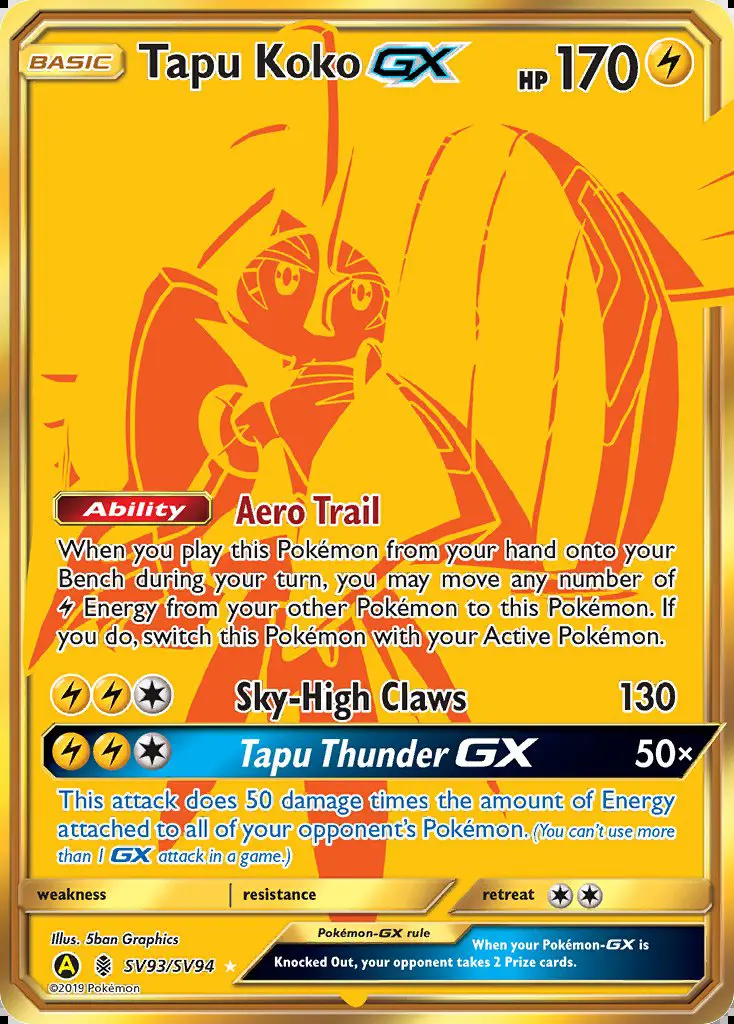 BASIC Tapu Koko GX HP 170
Ability Aero Trail
When you play this Pokémon from your hand onto your
Bench during your turn, you may move any number of
Energy from your other Pokémon to this Pokémon. If
you do, switch this Pokémon with your Active Pokémon.
Sky-High Claws 130
Tapu Thunder GX 50×
This attack does 50 damage times the amount of Energy
attached to all of your opponent's Pokémon. (You can't use more
than 1 GX attack in a game.)
weakness resistance retreat
Illus. 5ban Graphics
A SV93/SV94
©2019 Pokémon
Pokémon-GX rule
When your Pokémon-GX is
Knocked Out, your opponent takes 2 Prize cards.